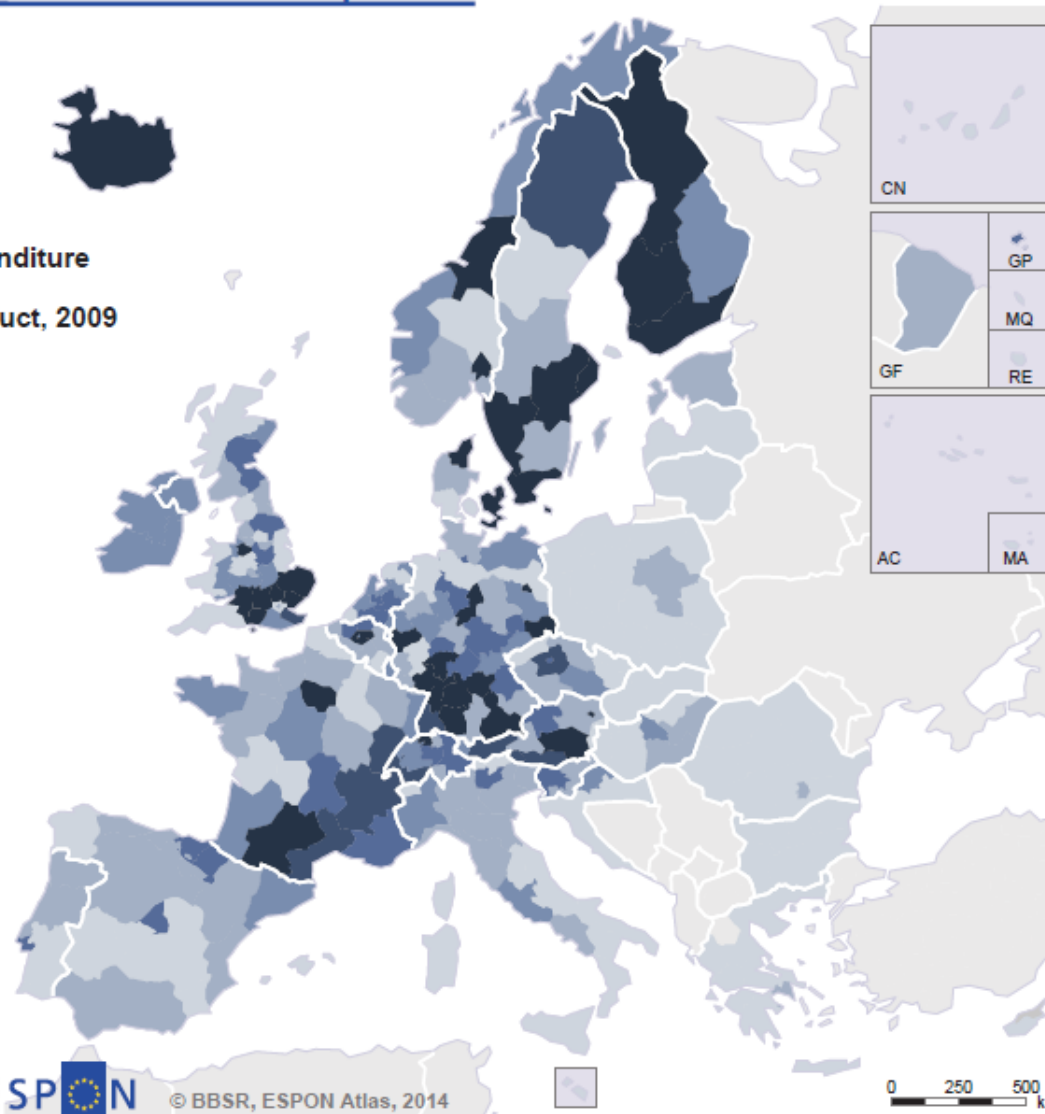 nditure
uct, 2009
CN
GP
MQ
GF
RE
AC
MA
SP N © BBSR, ESPON Atlas, 2014
0 250 500
k